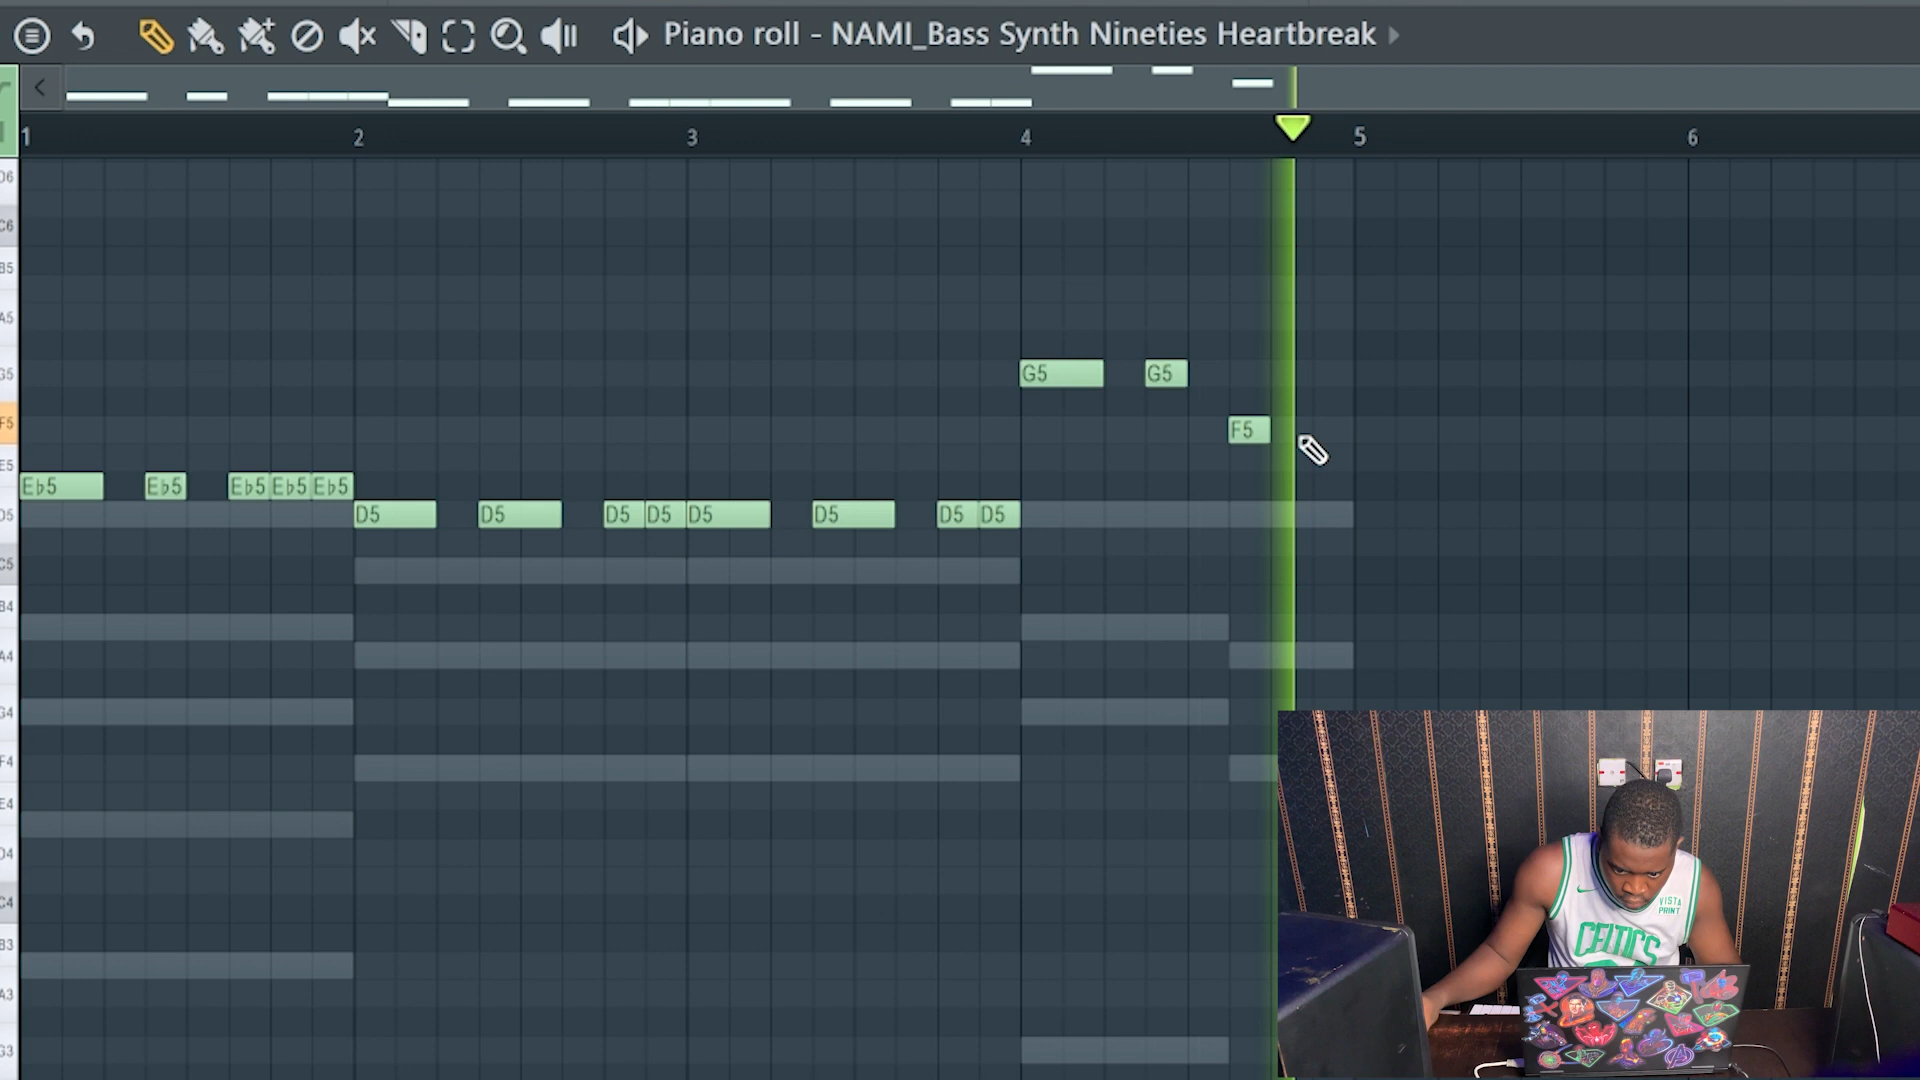 Piano roll - NAMI_Bass Synth Nineties Heartbreak
1 2 3 4 5 6
D6
C6
B5
A5
G5 G5 G5
F5 F5
E5
E♭5 E♭5 E♭5 E♭5 E♭5
D5 D5 D5 D5 D5 D5 D5 D5 D5
C5
B4
A4
G4
F4
E4
D4
C4
B3
A3
G3
VISTA
PRINT
CELTICS